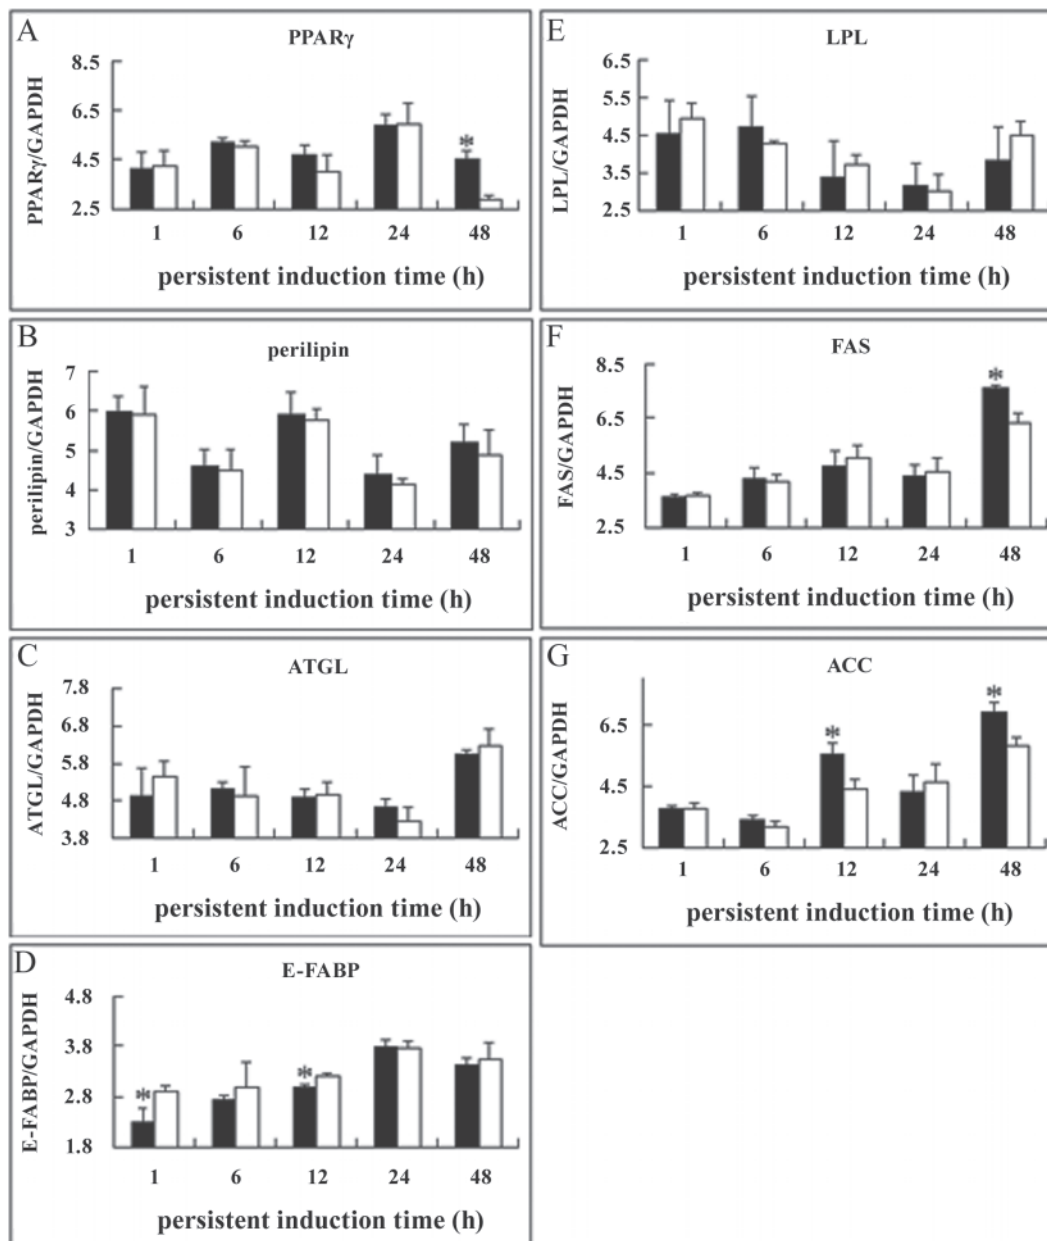 A
PPARγ
PPARγ/GAPDH
8.5
6.5
4.5
2.5
*
1 6 12 24 48
persistent induction time (h)
B
perilipin
perilipin/GAPDH
7
6
5
4
3
1 6 12 24 48
persistent induction time (h)
C
ATGL
ATGL/GAPDH
7.8
6.8
5.8
4.8
3.8
1 6 12 24 48
persistent induction time (h)
D
E-FABP
E-FABP/GAPDH
4.8
3.8
2.8
1.8
* *
1 6 12 24 48
persistent induction time (h)
E
LPL
LPL/GAPDH
6.5
5.5
4.5
3.5
2.5
1 6 12 24 48
persistent induction time (h)
F
FAS
FAS/GAPDH
8.5
6.5
4.5
2.5
*
1 6 12 24 48
persistent induction time (h)
G
ACC
ACC/GAPDH
6.5
4.5
2.5
* *
1 6 12 24 48
persistent induction time (h)